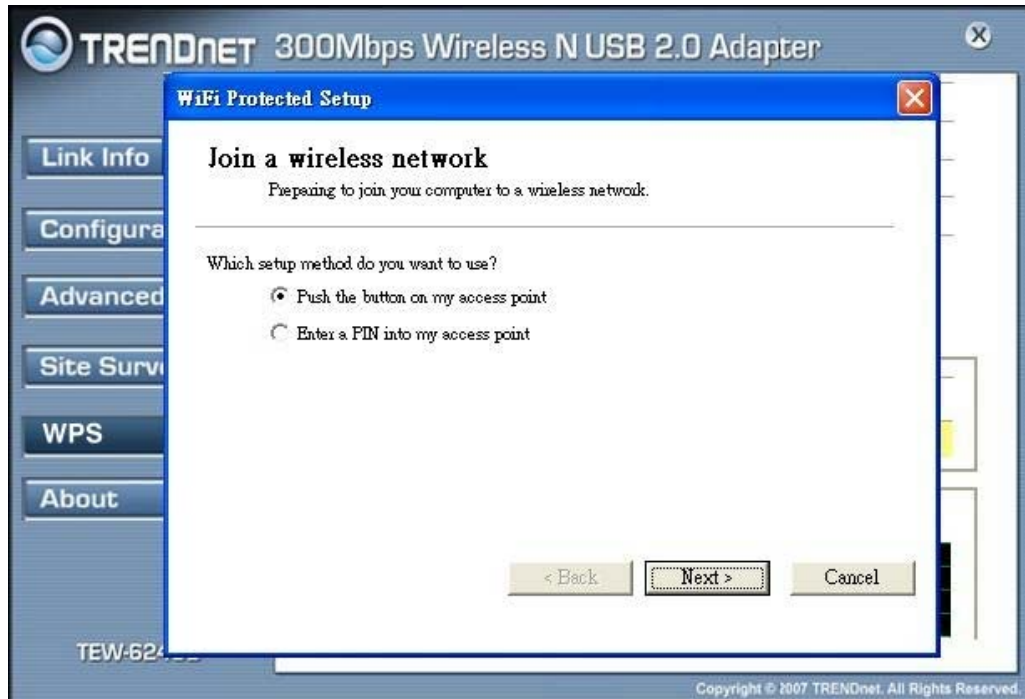 TRENDNET 300Mbps Wireless N USB 2.0 Adapter
WiFi Protected Setup
Join a wireless network
Preparing to join your computer to a wireless network.
Which setup method do you want to use?
Push the button on my access point
Enter a PIN into my access point
< Back
Next >
Cancel
Link Info
Configura
Advanced
Site Surv
WPS
About
TEW-62
Copyright © 2007 TRENDnet. All Rights Reserved.